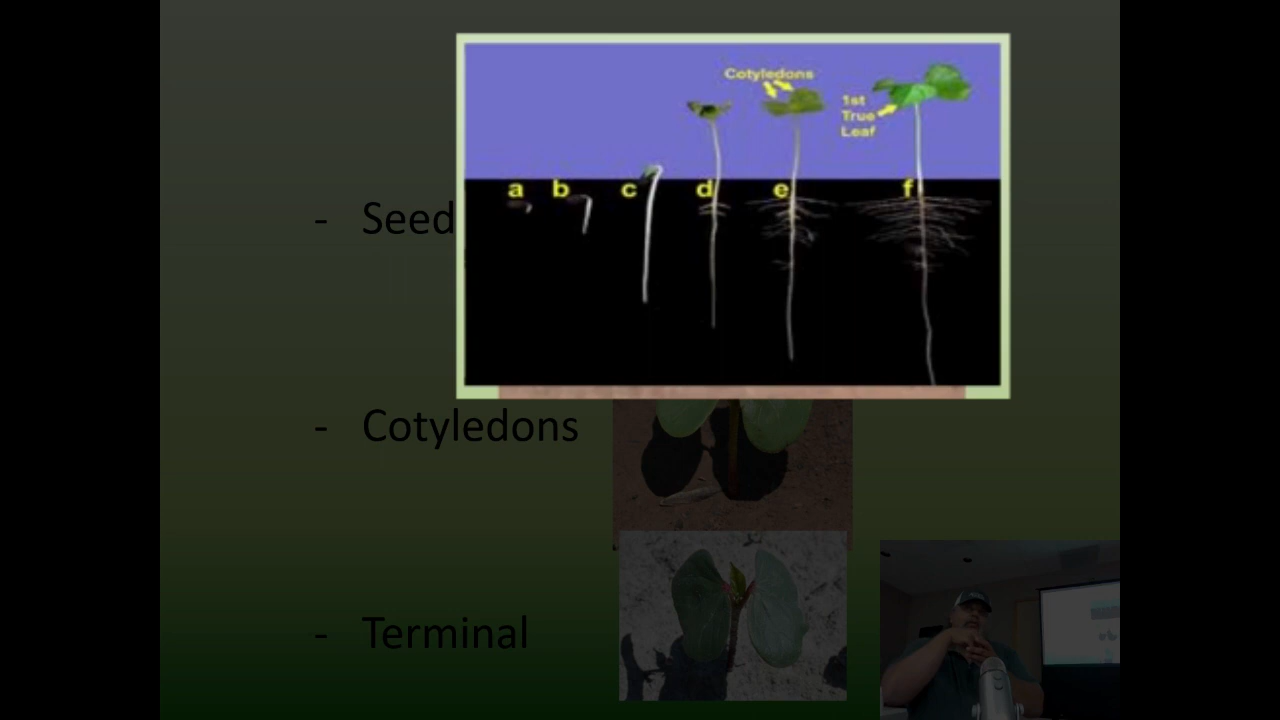 Cotyledons
1st
True
Leaf
a b c d e f
- Seed
- Cotyledons
- Terminal